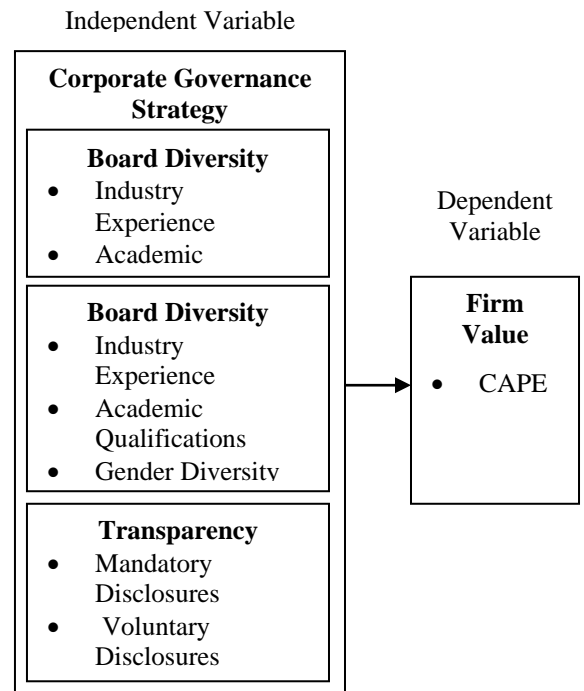 Independent Variable
Corporate Governance
Strategy
Board Diversity
• Industry
Experience
• Academic
Board Diversity
• Industry
Experience
• Academic
Qualifications
• Gender Diversity
Transparency
• Mandatory
Disclosures
• Voluntary
Disclosures
Dependent
Variable
Firm
Value
• CAPE